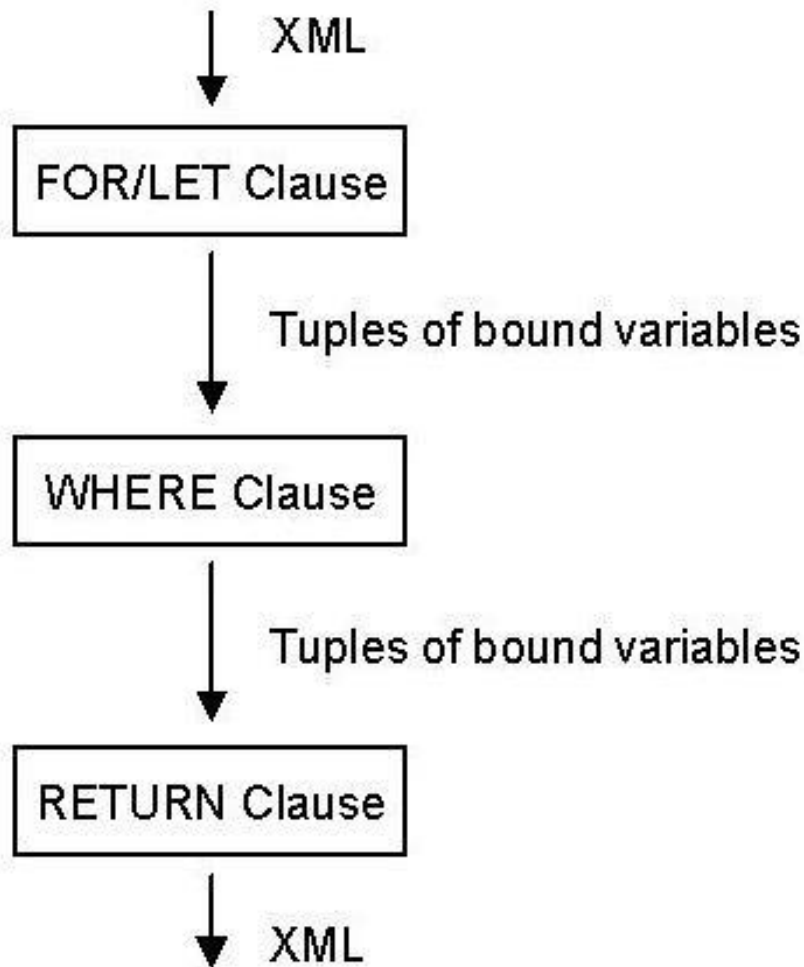 XML
FOR/LET Clause
Tuples of bound variables
WHERE Clause
Tuples of bound variables
RETURN Clause
XML